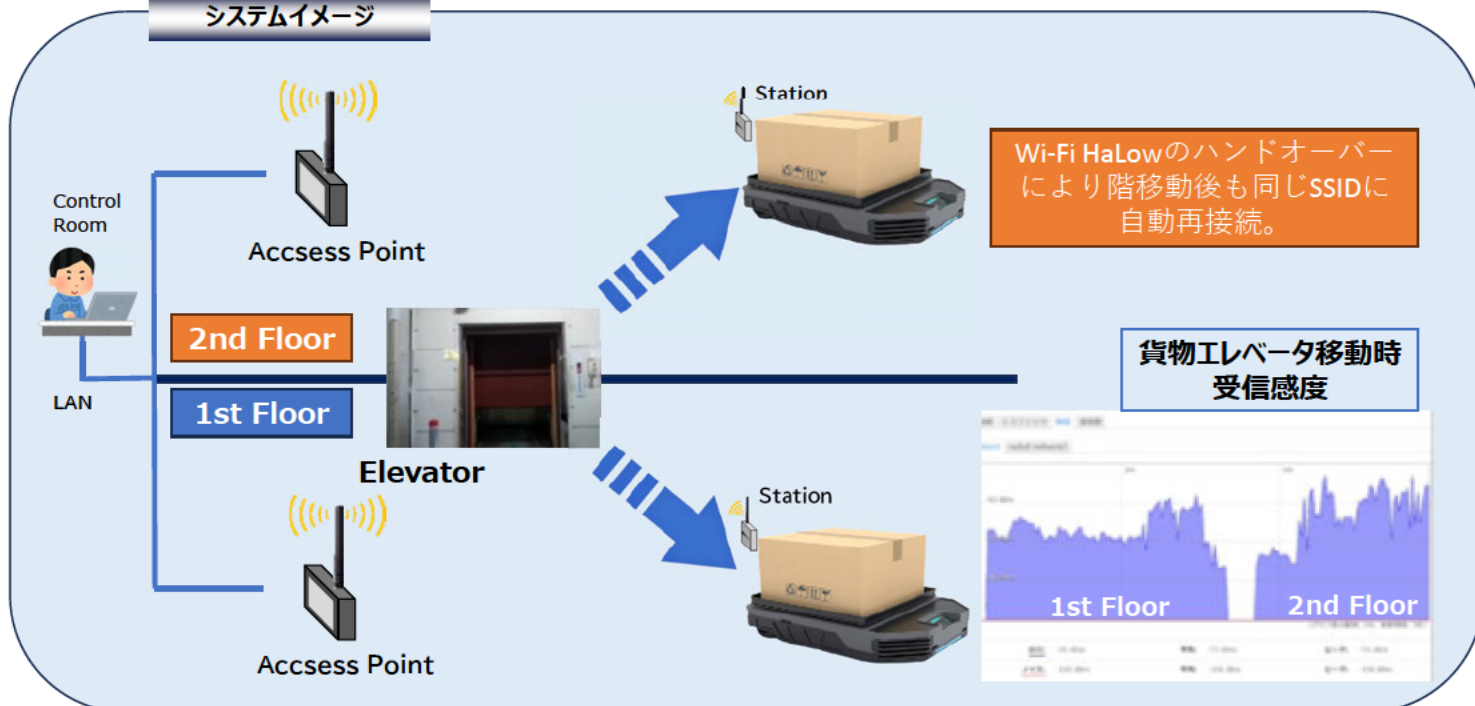 システムイメージ
Station
Wi-Fi HaLowのハンドオーバー
により階移動後も同じSSIDに
自動再接続。
Control
Room
Accsess Point
2nd Floor
貨物エレベータ移動時
受信感度
LAN
1st Floor
Elevator
Station
1st Floor
2nd Floor
Accsess Point